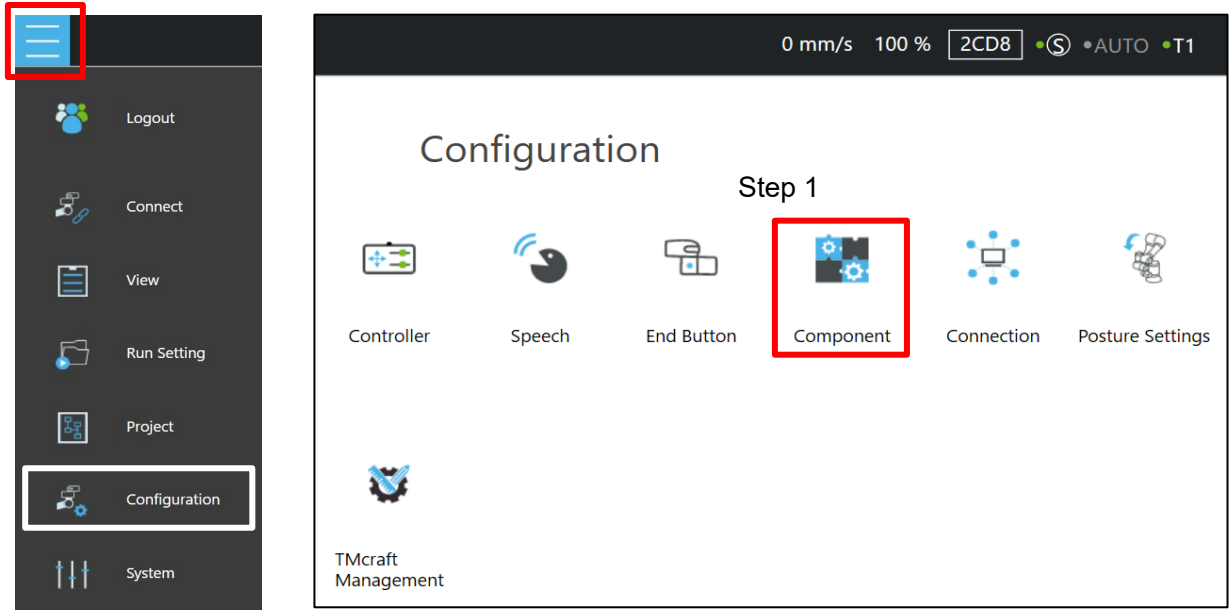 Logout
Connect
View
Run Setting
Project
Configuration
System
0 mm/s 100 % 2CD8 S AUTO T1
Configuration
Step 1
Controller Speech End Button Component Connection Posture Settings
TMcraft
Management